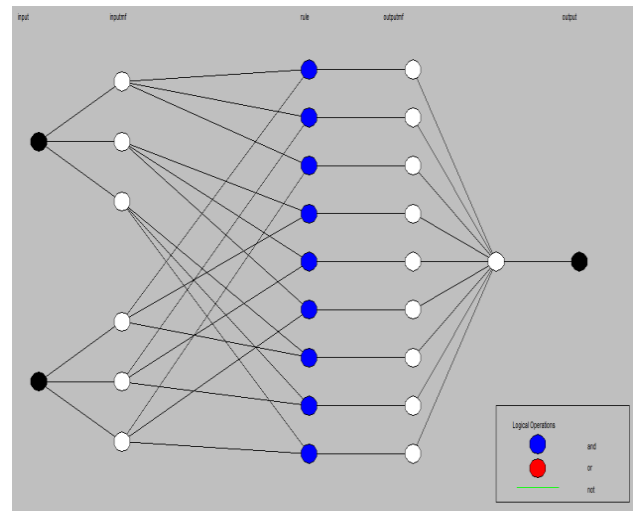 input inputmf rule outputmf output
Logical Operations
and
or
not